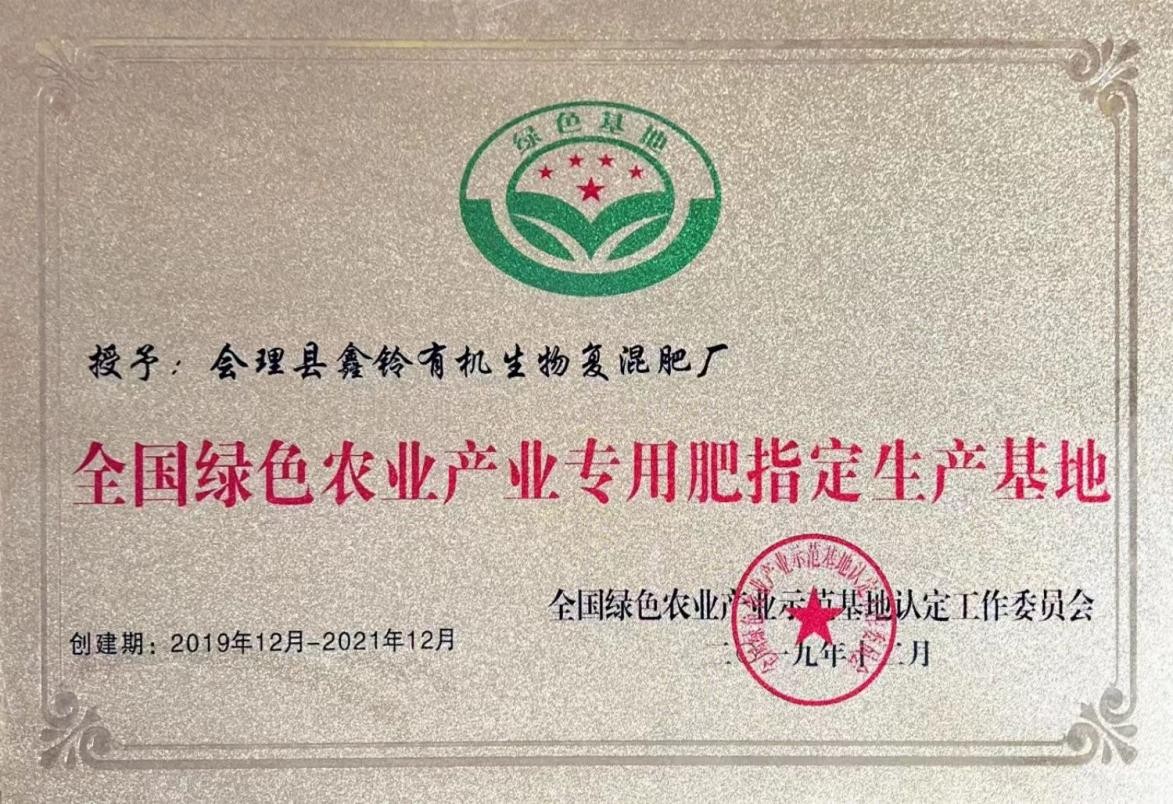 绿色基地
授予：会理县鑫铃有机生物复混肥厂
全国绿色农业产业专用肥指定生产基地
全国绿色农业产业示范基地认定工作委员会
创建期：2019年12月-2021年12月
二〇一九年十二月